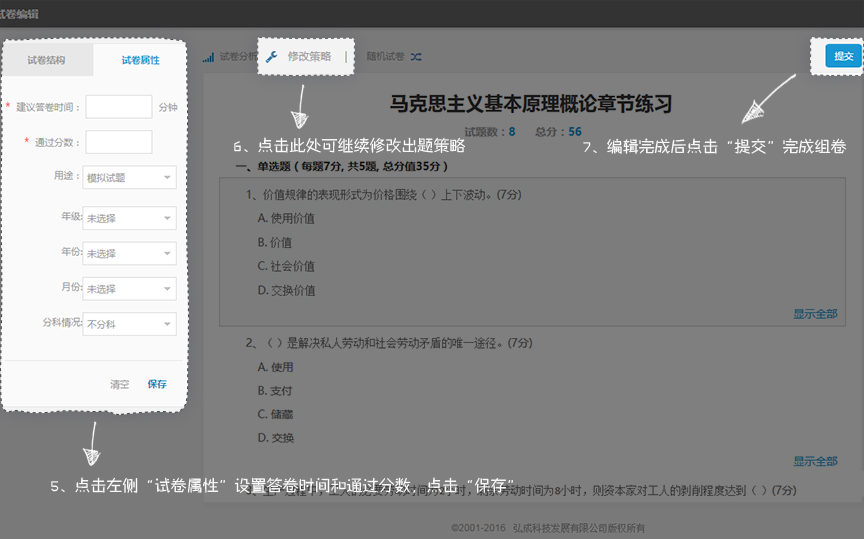 试卷编辑
试卷结构 试卷属性
试卷分析 修改策略 | 随机试卷 提交
* 建议答卷时间： 分钟
* 通过分数：
用途： 模拟试题
年级: 未选择
年份: 未选择
月份: 未选择
分科情况: 不分科
清空 保存
马克思主义基本原理概论章节练习
试题数：8 总分：56
6、点击此处可继续修改出题策略
7、编辑完成后点击“提交”完成组卷
一、单选题（每题7分, 共5题, 总分值35分）
1、价值规律的表现形式为价格围绕（ ）上下波动。(7分)
A. 使用价值
B. 价值
C. 社会价值
D. 交换价值
显示全部
2、（ ）是解决私人劳动和社会劳动矛盾的唯一途径。(7分)
A. 使用
B. 支付
C. 储藏
D. 交换
显示全部
5、点击左侧“试卷属性”设置答卷时间和通过分数，点击“保存”
时，则资本家对工人的剥削程度达到（ ）(7分)
©2001-2016 弘成科技发展有限公司版权所有